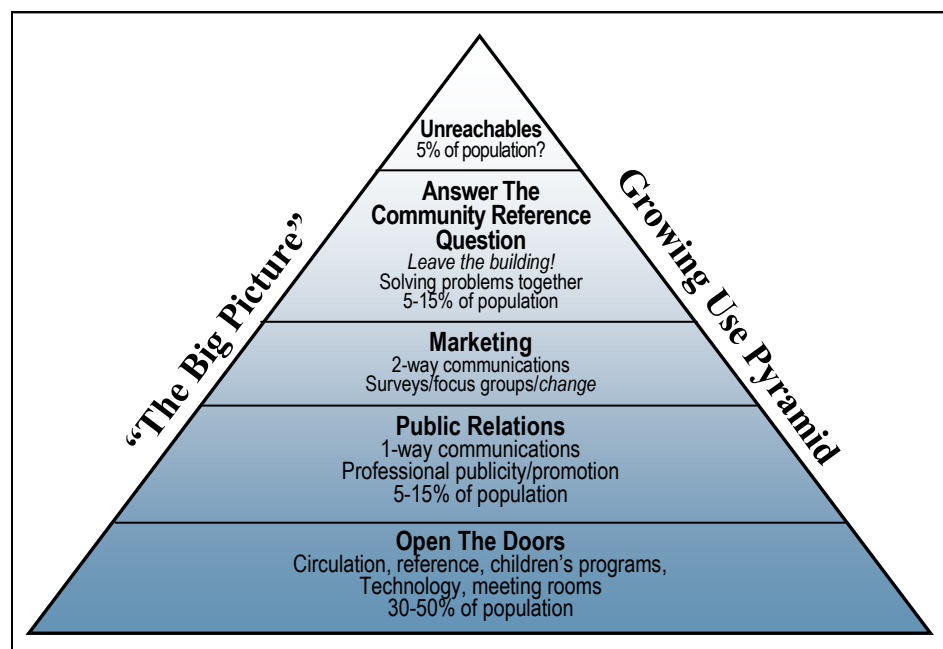 “The Big Picture”
Growing Use Pyramid
Unreachables
5% of population?
Answer The
Community Reference
Question
Leave the building!
Solving problems together
5-15% of population
Marketing
2-way communications
Surveys/focus groups/change
Public Relations
1-way communications
Professional publicity/promotion
5-15% of population
Open The Doors
Circulation, reference, children’s programs,
Technology, meeting rooms
30-50% of population